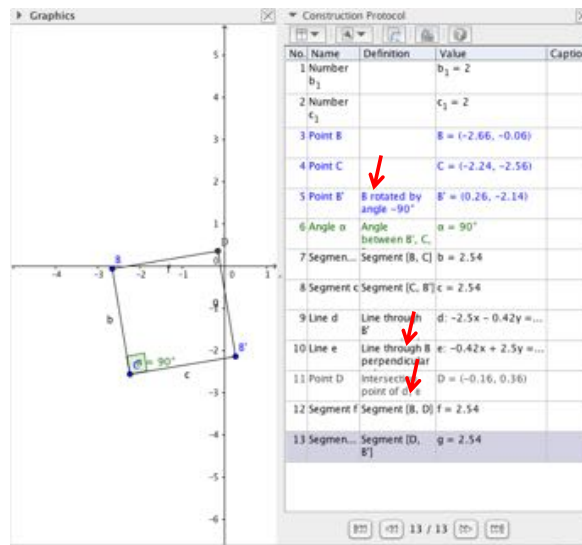 Graphics
Construction Protocol
No. Name Definition Value Captio
1 Number b₁ b₁ = 2
2 Number c₁ c₁ = 2
3 Point B B = (-2.66, -0.06)
4 Point C C = (-2.24, -2.56)
5 Point B' B rotated by angle -90° B' = (0.26, -2.14)
6 Angle α Angle between B', C, α = 90°
7 Segmen... Segment [B, C] b = 2.54
8 Segment c Segment [C, B'] c = 2.54
9 Line d Line through B' d: -2.5x - 0.42y =...
10 Line e Line through B perpendicular e: -0.42x + 2.5y =...
11 Point D Intersection point of d, e D = (-0.16, 0.36)
12 Segment f Segment [B, D] f = 2.54
13 Segmen... Segment [D, B'] g = 2.54
13 / 13
5
4
3
2
1
D
B
f
0
-4 -3 -2 -1 0 1 2
g
-1
b
-2
B'
C = 90°
c
-3
-4
-5
-6